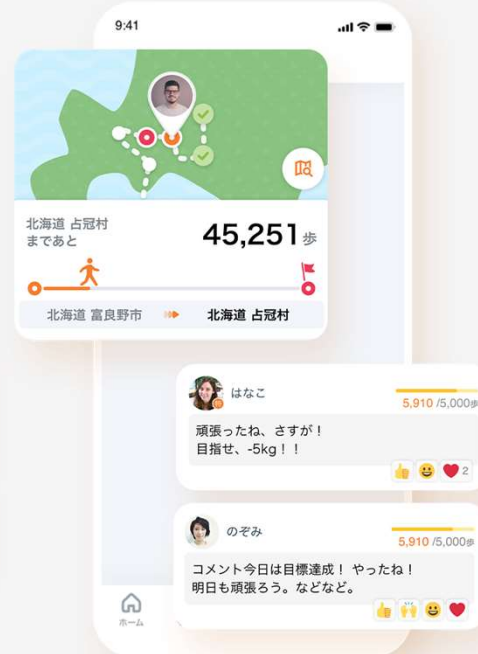 9:41
北海道 占冠村
まであと
45,251歩
北海道 富良野市
北海道 占冠村
はなこ
5,910 /5,000歩
頑張ったね、さすが！
目指せ、-5kg！！
2
のぞみ
5,910 /5,000歩
コメント今日は目標達成！ やったね！
明日も頑張ろう。などなど。
ホーム